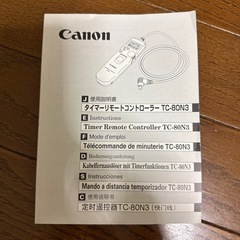 Canon
J 使用説明書
タイマーリモートコントローラー TC-80N3
E Instructions
Timer Remote Controller TC-80N3
F Mode d'emploi
Télécommande de minuterie TC-80N3
D Bedienungsanleitung
Kabelfernauslöser mit Timerfunktionen TC-80N3
S Instrucciones
Mando a distancia temporizador TC-80N3
C 使用说明书
定时遥控器TC-80N3 (快门线)